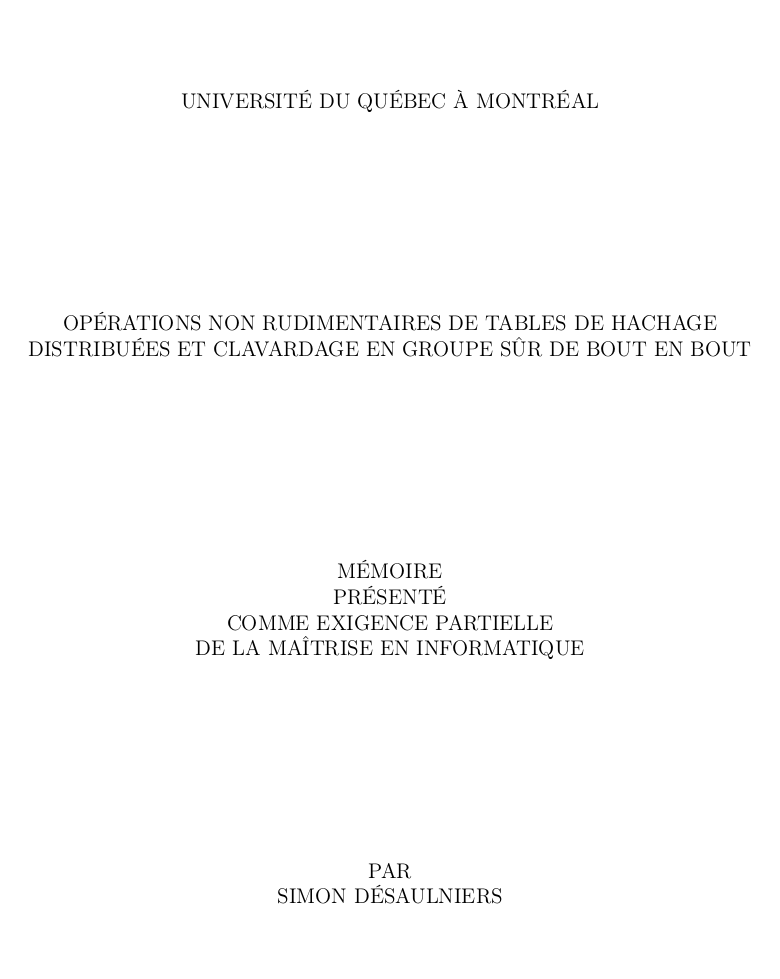 UNIVERSITÉ DU QUÉBEC À MONTRÉAL
OPÉRATIONS NON RUDIMENTAIRES DE TABLES DE HACHAGE
DISTRIBUÉES ET CLAVARDAGE EN GROUPE SÛR DE BOUT EN BOUT
MÉMOIRE
PRÉSENTÉ
COMME EXIGENCE PARTIELLE
DE LA MAÎTRISE EN INFORMATIQUE
PAR
SIMON DÉSAULNIERS